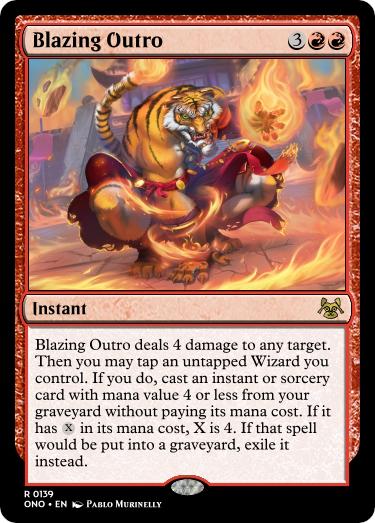 Blazing Outro 3
Instant
Blazing Outro deals 4 damage to any target.
Then you may tap an untapped Wizard you
control. If you do, cast an instant or sorcery
card with mana value 4 or less from your
graveyard without paying its mana cost. If it
has X in its mana cost, X is 4. If that spell
would be put into a graveyard, exile it
instead.
R 0139
ONO • EN Pablo Murinelly